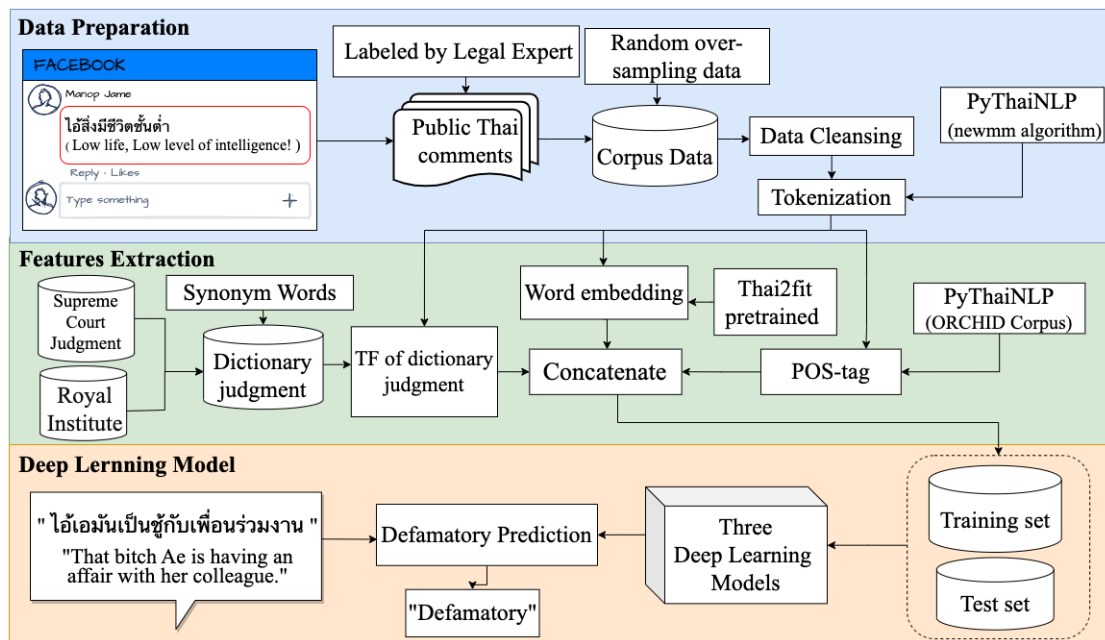 Data Preparation
FACEBOOK
Manop Jame
ไอ้สิ่งมีชีวิตชั้นต่ำ
( Low life, Low level of intelligence! )
Reply · Likes
Type something
+
Labeled by Legal Expert
Public Thai
comments
Random over-
sampling data
Corpus Data
Data Cleansing
Tokenization
PyThaiNLP
(newmm algorithm)
Features Extraction
Supreme
Court
Judgment
Royal
Institute
Synonym Words
Dictionary
judgment
TF of dictionary
judgment
Word embedding
Thai2fit
pretrained
Concatenate
POS-tag
PyThaiNLP
(ORCHID Corpus)
Deep Lernning Model
" ไอ้เอมันเป็นชู้กับเพื่อนร่วมงาน "
"That bitch Ae is having an
affair with her colleague."
Defamatory Prediction
"Defamatory"
Three
Deep Learning
Models
Training set
Test set